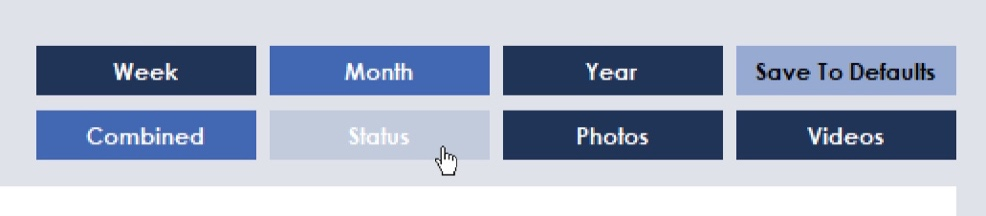 Week Month Year Save To Defaults
Combined Status Photos Videos